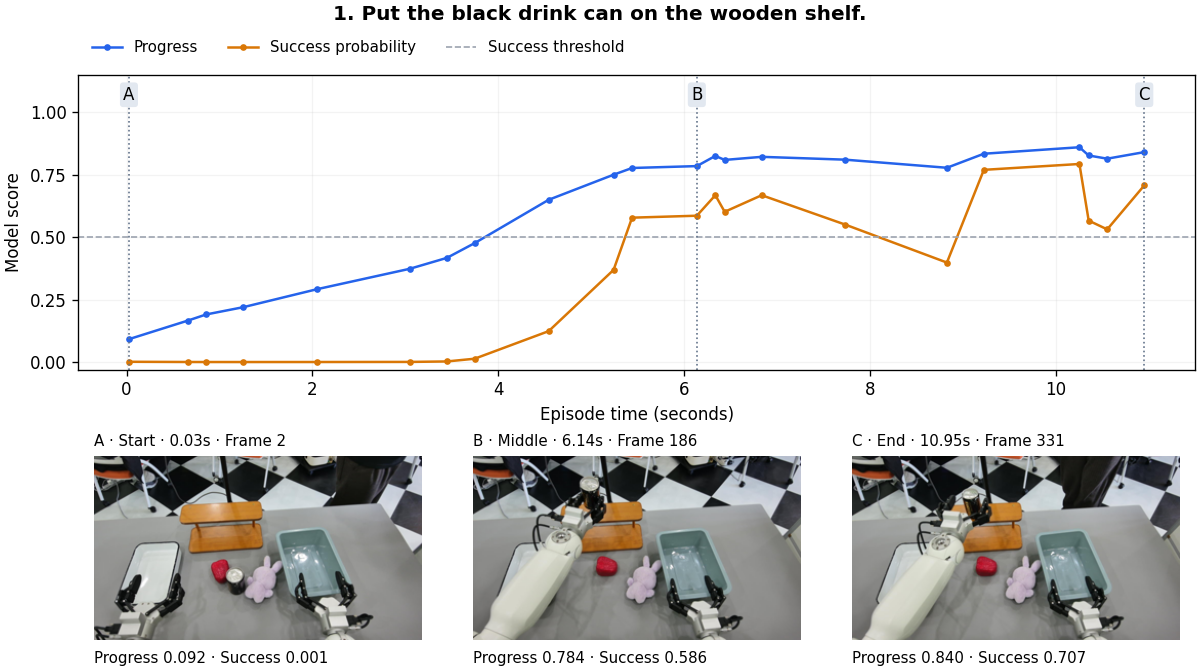 1. Put the black drink can on the wooden shelf.
Progress
Success probability
Success threshold
A
B
C
1.00
0.75
0.50
0.25
0.00
Model score
0
2
4
6
8
10
Episode time (seconds)
A · Start · 0.03s · Frame 2
B · Middle · 6.14s · Frame 186
C · End · 10.95s · Frame 331
Progress 0.092 · Success 0.001
Progress 0.784 · Success 0.586
Progress 0.840 · Success 0.707